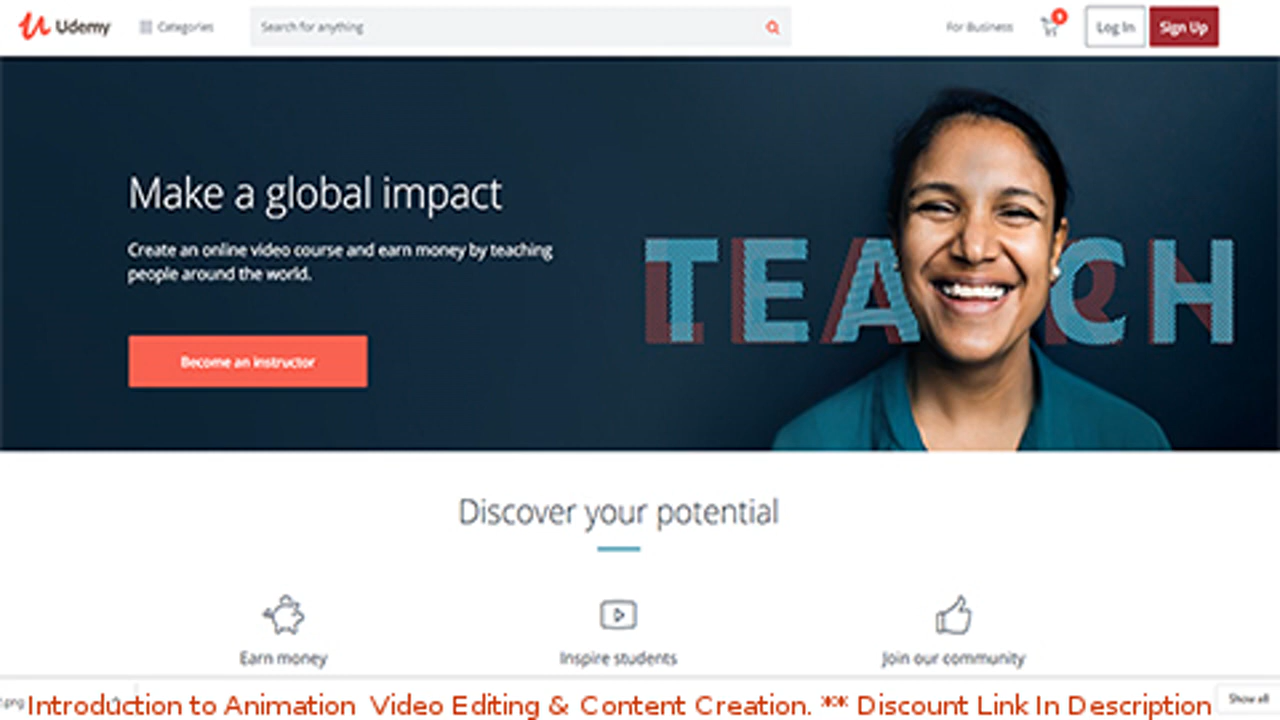 Udemy Categories Search for anything For Business 0 Log In Sign Up
Make a global impact
Create an online video course and earn money by teaching
people around the world.
TEACH
Become an instructor
Discover your potential
Earn money Inspire students Join our community
.png Introduction to Animation Video Editing & Content Creation. ** Discount Link In Description Show all